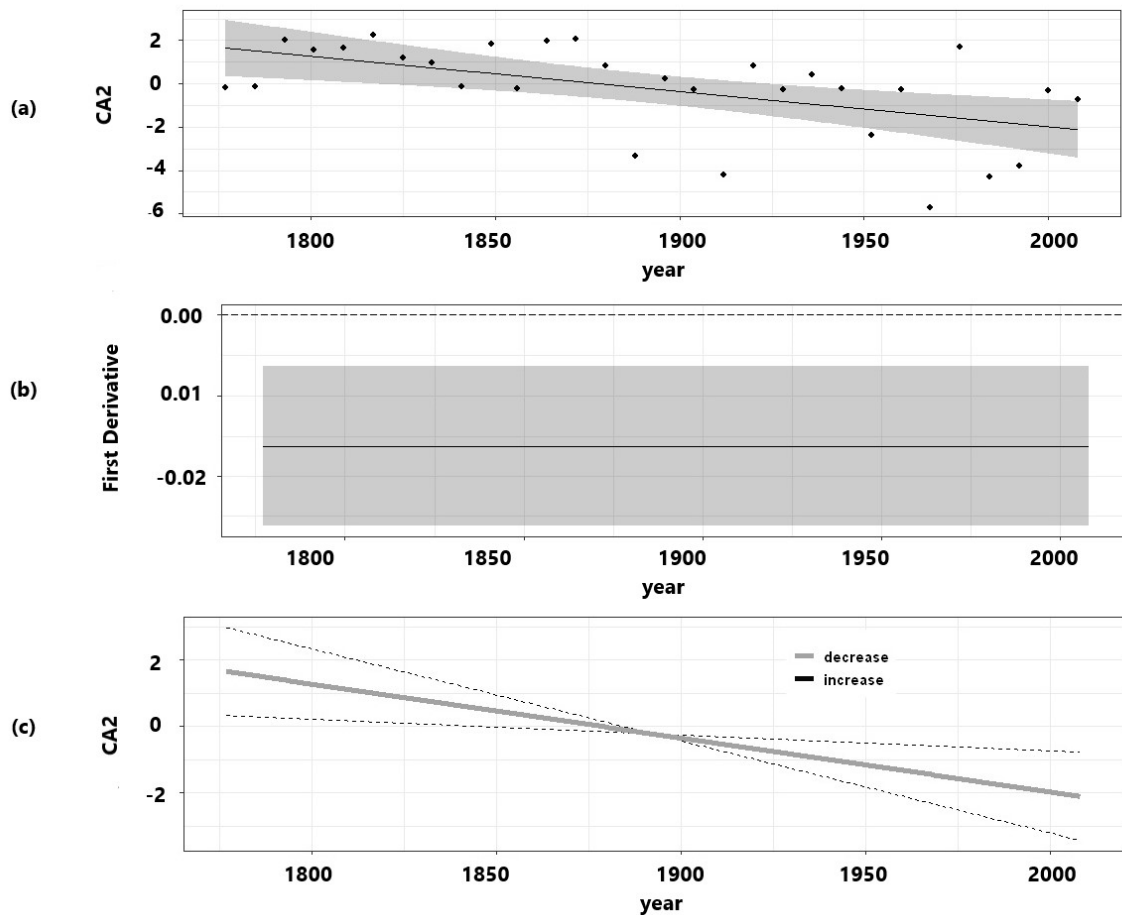 (a)
CA2
2
0
-2
-4
-6
1800 1850 1900 1950 2000
year
(b)
First Derivative
0.00
0.01
-0.02
1800 1850 1900 1950 2000
year
(c)
CA2
2
0
-2
decrease
increase
1800 1850 1900 1950 2000
year